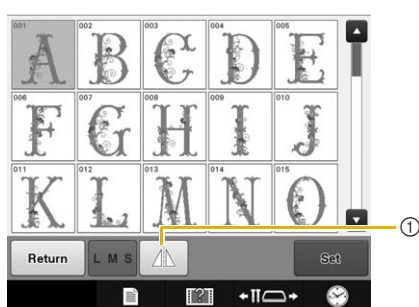 001 002 003 004 005
A B C D E
006 007 008 009 010
F G H I J
011 012 013 014 015
K L M N O
Return L M S Set
①